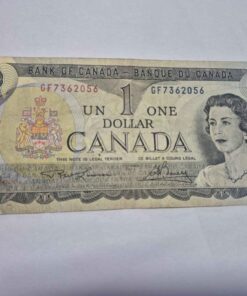 BANK OF CANADA - BANQUE DU CANADA
GF7362056 GF7362056
UN 1 ONE
DOLLAR
CANADA
THIS NOTE IS LEGAL TENDER CE BILLET A COURS LEGAL